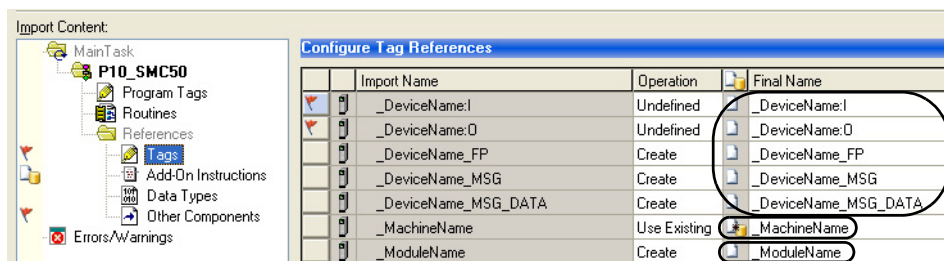 Import Content:
MainTask
P10_SMC50
Program Tags
Routines
References
Tags
Add-On Instructions
Data Types
Other Components
Errors/Warnings
Configure Tag References
Import Name Operation Final Name
_DeviceName:I Undefined _DeviceName:I
_DeviceName:O Undefined _DeviceName:O
_DeviceName_FP Create _DeviceName_FP
_DeviceName_MSG Create _DeviceName_MSG
_DeviceName_MSG_DATA Create _DeviceName_MSG_DATA
_MachineName Use Existing _MachineName
_ModuleName Create _ModuleName